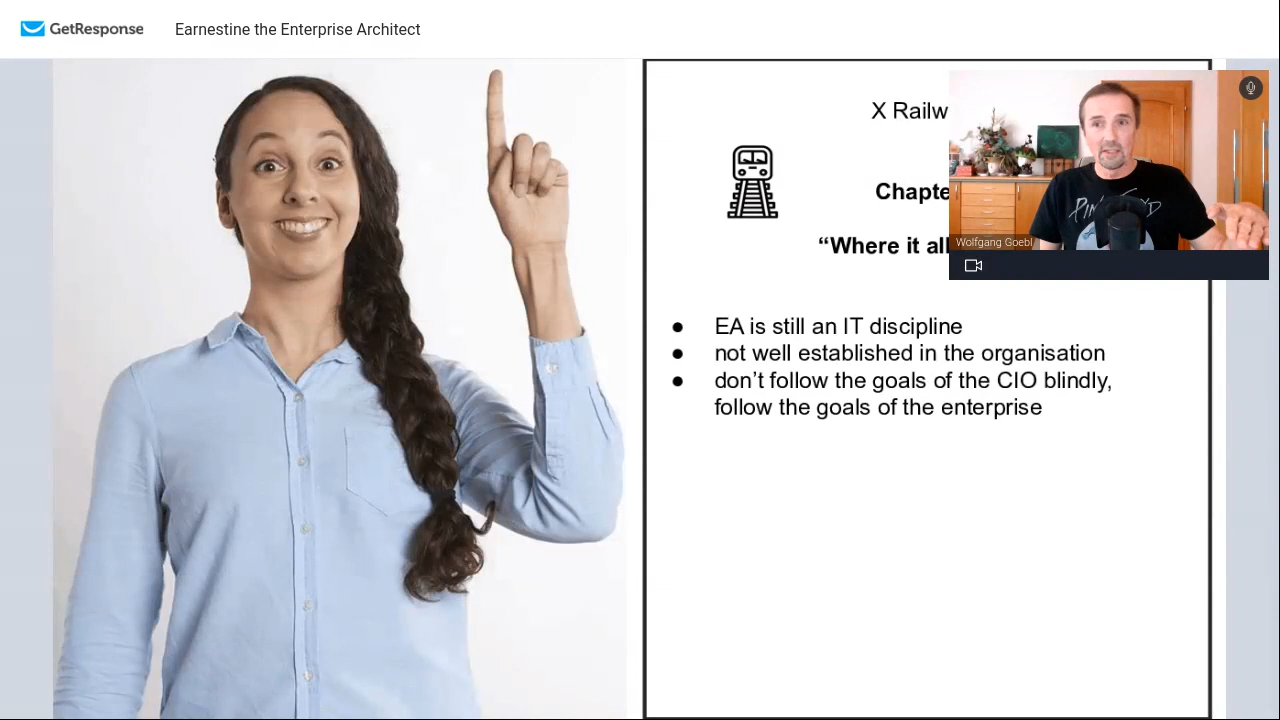 GetResponse
Earnestine the Enterprise Architect
X Railw
Chapte
“Where it all
Wolfgang Goebl
● EA is still an IT discipline
● not well established in the organisation
● don’t follow the goals of the CIO blindly,
follow the goals of the enterprise